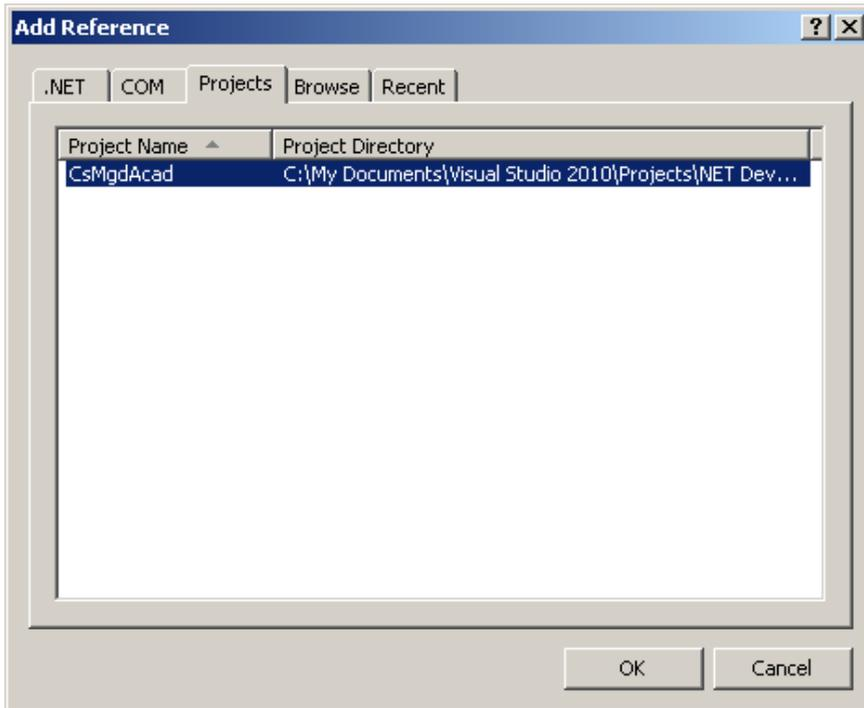 Add Reference
.NET COM Projects Browse Recent
Project Name Project Directory
CsMgdAcad C:\My Documents\Visual Studio 2010\Projects\NET Dev...
OK Cancel